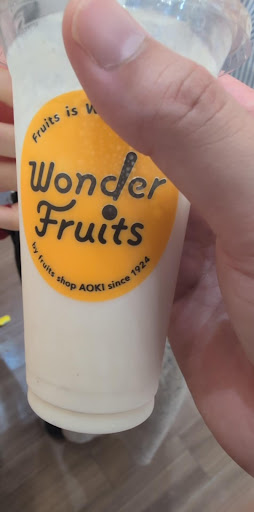 Fruits is
Wonder
Fruits
by fruits shop AOKI since 1924